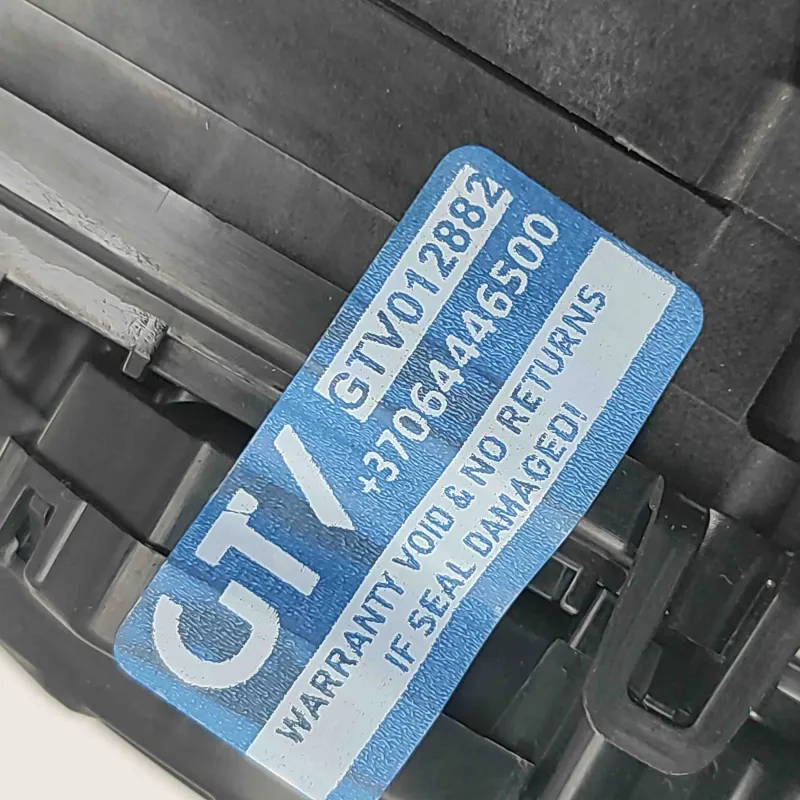 GTV
GTV012882
+37064446500
WARRANTY VOID & NO RETURNS
IF SEAL DAMAGED!